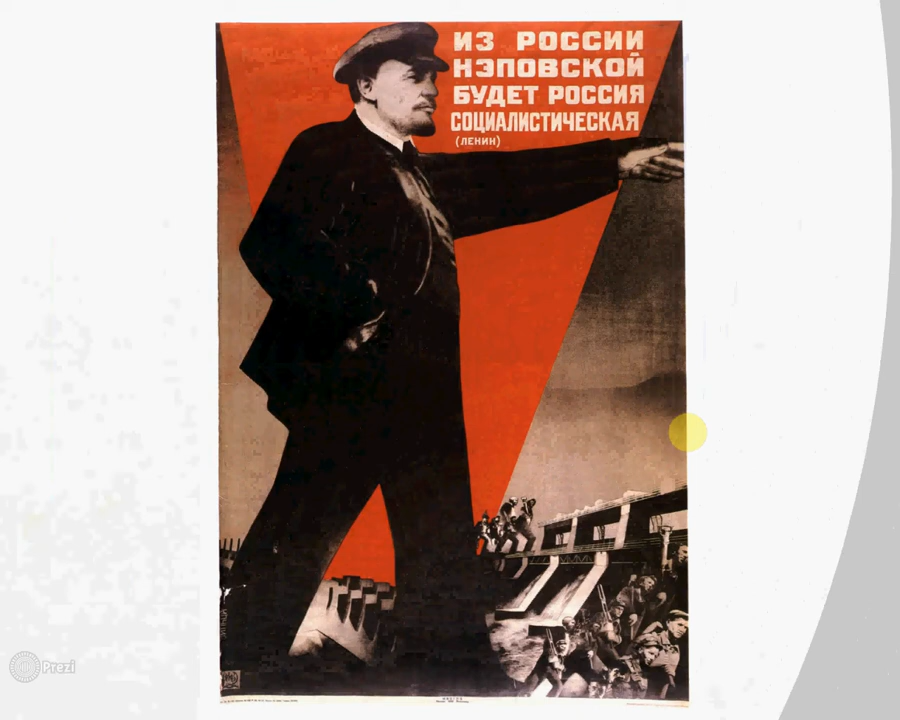 ИЗ РОССИИ
НЭПОВСКОЙ
БУДЕТ РОССИЯ
СОЦИАЛИСТИЧЕСКАЯ
(ЛЕНИН)
Prezi